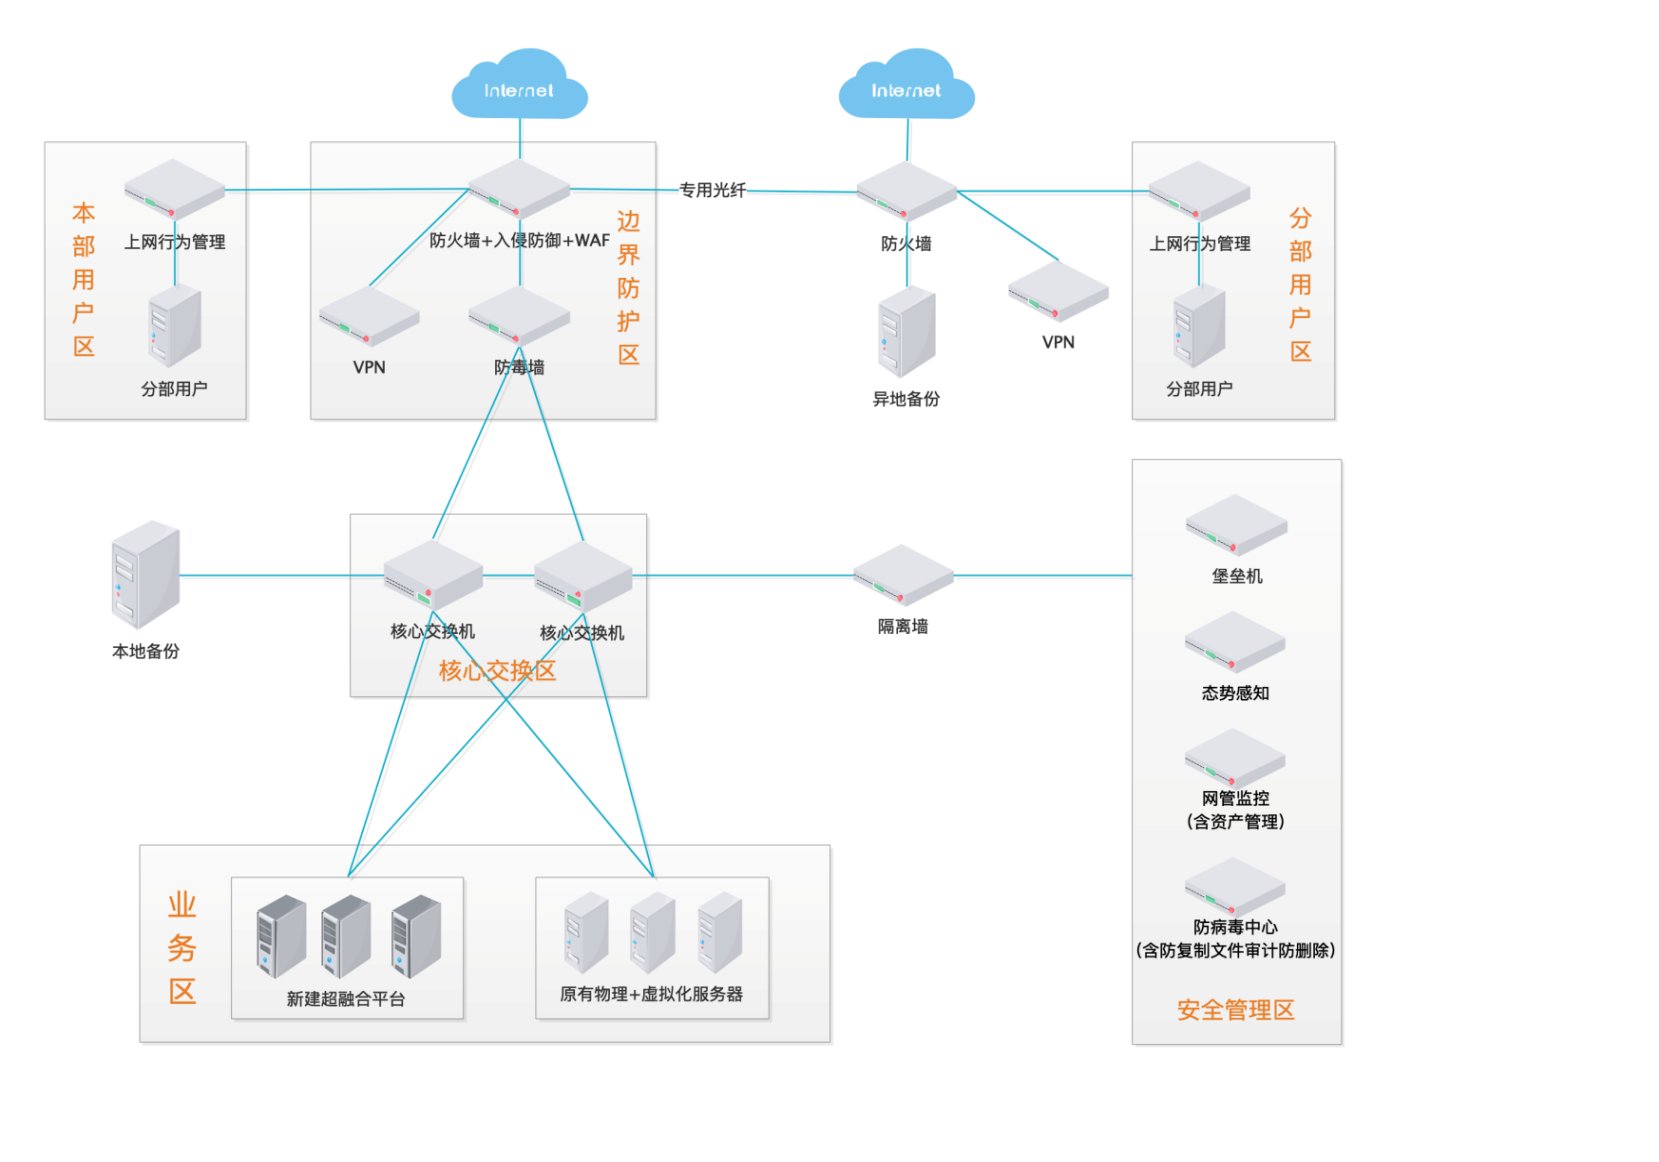 Internet
Internet
本部用户区
上网行为管理
分部用户
边界防护区
防火墙+入侵防御+WAF
VPN
防毒墙
专用光纤
防火墙
异地备份
VPN
分部用户区
上网行为管理
分部用户
本地备份
核心交换机
核心交换机
核心交换区
隔离墙
堡垒机
态势感知
网管监控
(含资产管理)
防病毒中心
(含防复制文件审计防删除)
安全管理区
业务区
新建超融合平台
原有物理+虚拟化服务器